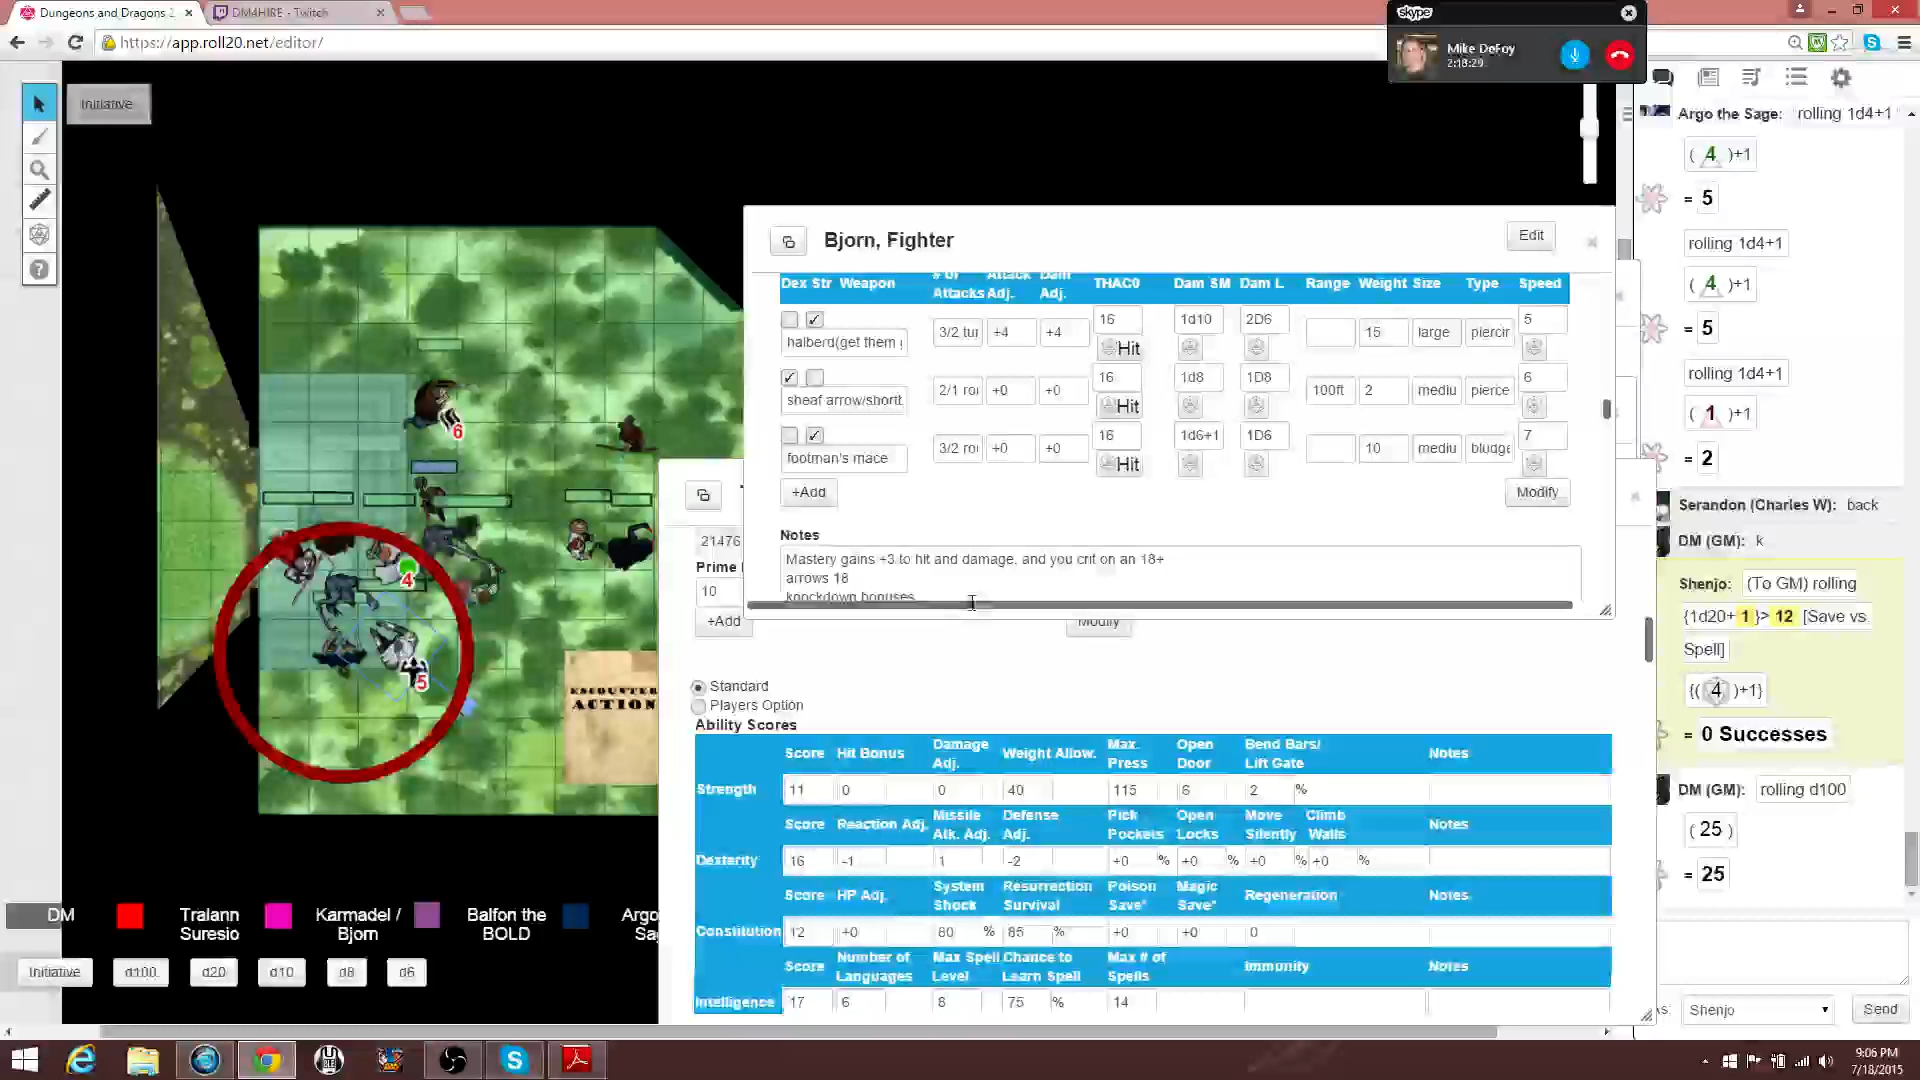 Dungeons and Dragons 2
DM4HIRE - Twitch
https://app.roll20.net/editor/
skype
Mike DeFoy
2:18:29
Initiative
6
4
5
ENCOUNTER
ACTION
Bjorn, Fighter
Edit
Dex Str Weapon # of Attacks Attack Adj. Dam Adj. THAC0 Dam SM Dam L Range Weight Size Type Speed
halberd(get them 3/2 +4 +4 16 Hit 1d10 2D6 15 large 5
sheaf arrow/short 2/1 +0 +0 16 Hit 1d8 1D8 100ft 2 mediu pierce 6
footman's mace 3/2 +0 +0 16 Hit 1d6+1 1D6 10 mediu bludge 7
+Add
Modify
Notes
Mastery gains +3 to hit and damage, and you crit on an 18+
arrows 18
knockdown bonuses
21476
Prime
10
+Add
Modify
Standard
Players Option
Ability Scores
Score Hit Bonus Damage Adj. Weight Allow. Max. Press Open Door Bend Bars/ Lift Gate Notes
Strength 11 0 0 40 115 6 2 %
Score Reaction Adj. Missile Atk. Adj. Defense Adj. Pick Pockets Open Locks Move Silently Climb Walls Notes
Dexterity 16 -1 1 -2 +0 % +0 % +0 % +0 %
Score HP Adj. System Shock Resurrection Survival Poison Save* Magic Save* Regeneration Notes
Constitution 12 +0 80 % 85 % +0 +0 0
Score Number of Languages Max Spell Level Chance to Learn Spell Max # of Spells Immunity Notes
Intelligence 17 6 8 75 % 14
DM
Tralann
Suresio
Karmadel /
Bjorn
Balfon the
BOLD
Argo
Sa
Initiative d100 d20 d10 d8 d6
Argo the Sage: rolling 1d4+1
( 4 )+1
= 5
rolling 1d4+1
( 4 )+1
= 5
rolling 1d4+1
( 1 )+1
= 2
Serandon (Charles W): back
DM (GM): k
Shenjo: (To GM) rolling
{1d20+ 1 }> 12 [Save vs.
Spell]
{( 4 )+1}
= 0 Successes
DM (GM): rolling d100
( 25 )
= 25
As: Shenjo
Send
9:06 PM
7/18/2015